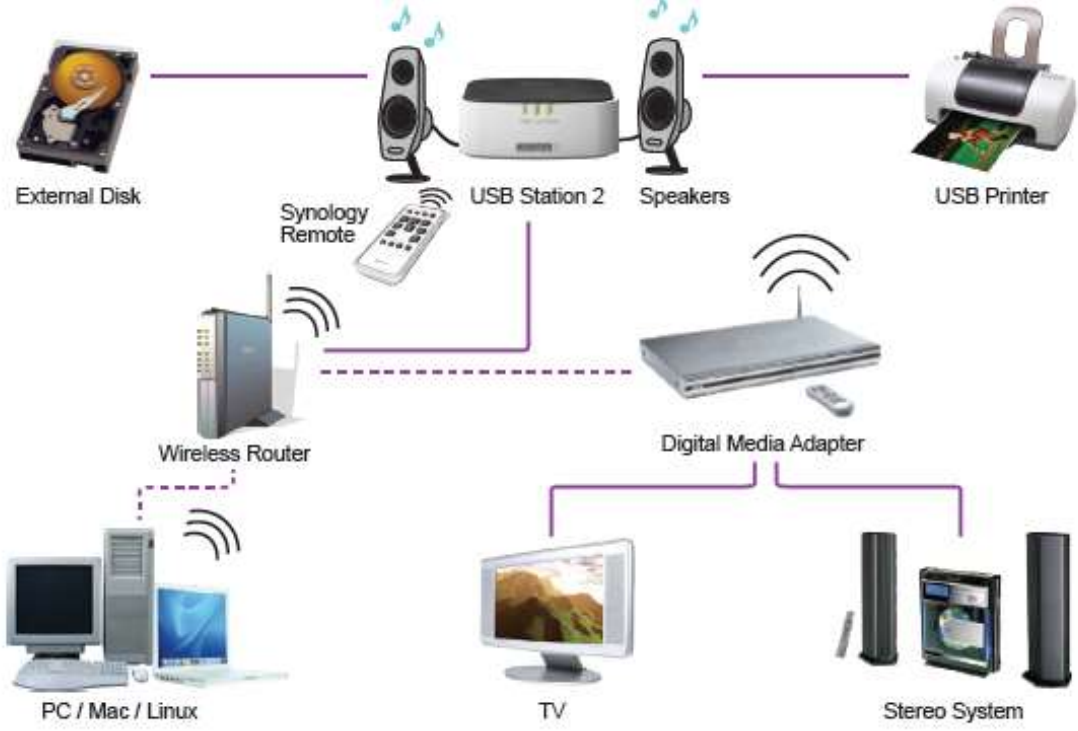 External Disk
USB Station 2
Speakers
USB Printer
Synology
Remote
Wireless Router
Digital Media Adapter
PC / Mac / Linux
TV
Stereo System